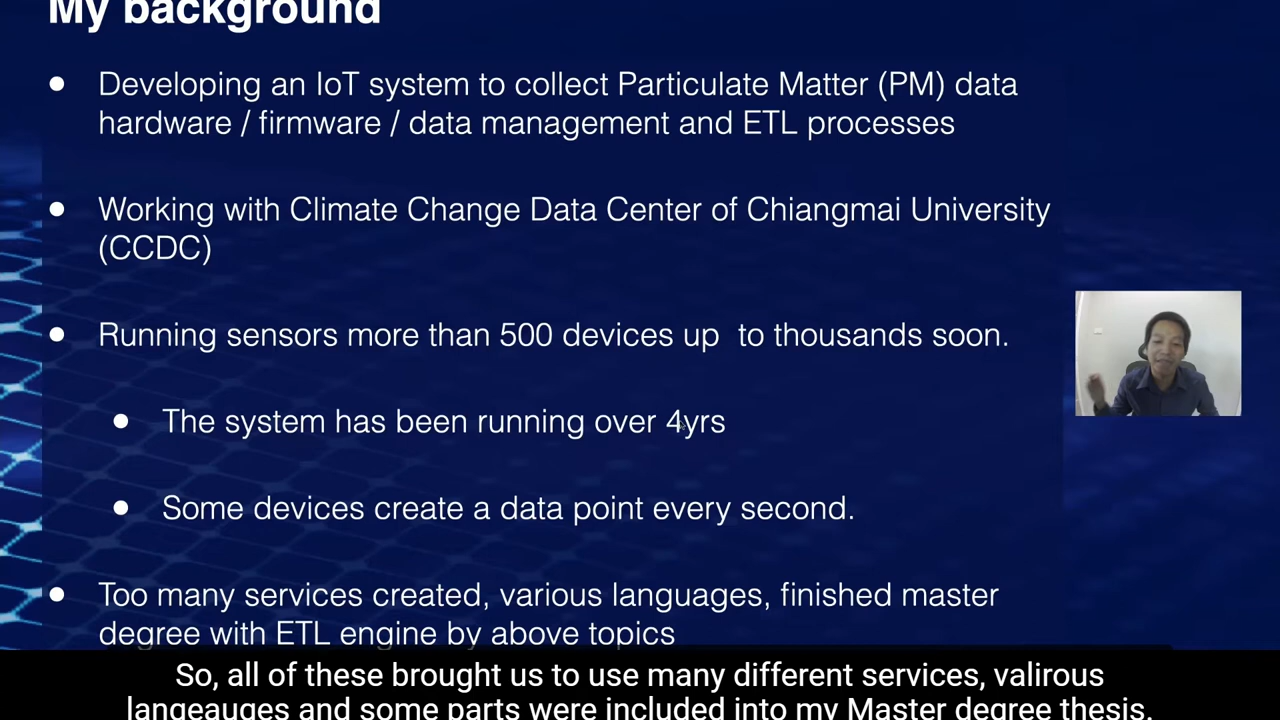 My background
● Developing an IoT system to collect Particulate Matter (PM) data
hardware / firmware / data management and ETL processes
● Working with Climate Change Data Center of Chiangmai University
(CCDC)
● Running sensors more than 500 devices up  to thousands soon.
● The system has been running over 4yrs
● Some devices create a data point every second.
● Too many services created, various languages, finished master
degree with ETL engine by above topics
So, all of these brought us to use many different services, valirous
langeauges and some parts were included into my Master degree thesis.